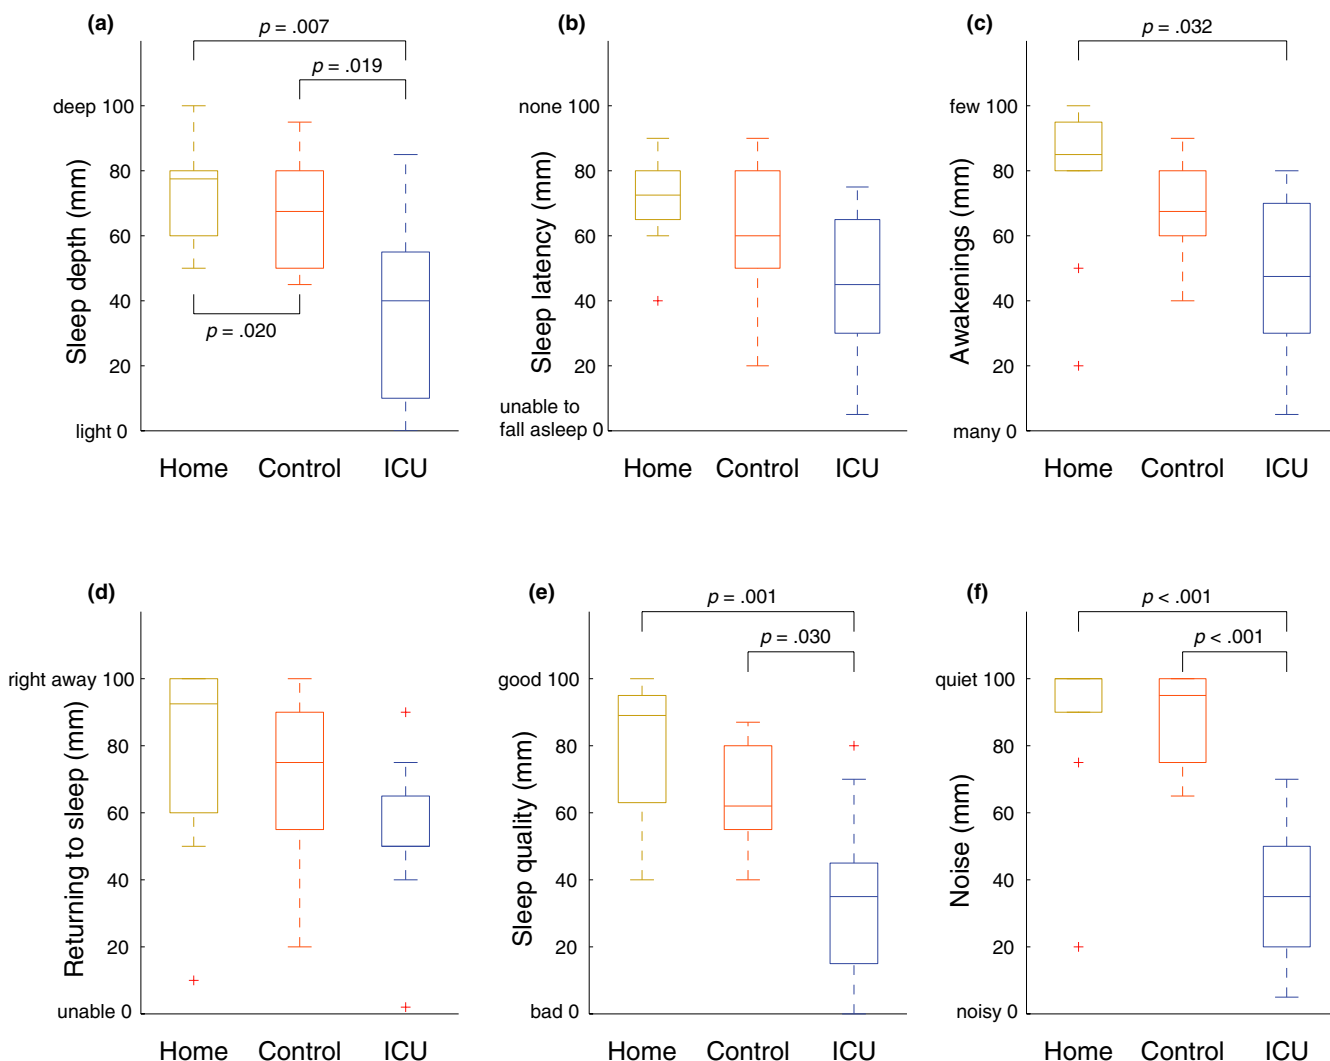 (a)
p = .007
p = .019
deep 100
80
60
40
20
light 0
Sleep depth (mm)
p = .020
Home Control ICU
(b)
none 100
80
60
40
20
unable to
fall asleep 0
Sleep latency (mm)
Home Control ICU
(c)
p = .032
few 100
80
60
40
20
many 0
Awakenings (mm)
Home Control ICU
(d)
right away 100
80
60
40
20
unable 0
Returning to sleep (mm)
Home Control ICU
(e)
p = .001
p = .030
good 100
80
60
40
20
bad 0
Sleep quality (mm)
Home Control ICU
(f)
p < .001
p < .001
quiet 100
80
60
40
20
noisy 0
Noise (mm)
Home Control ICU